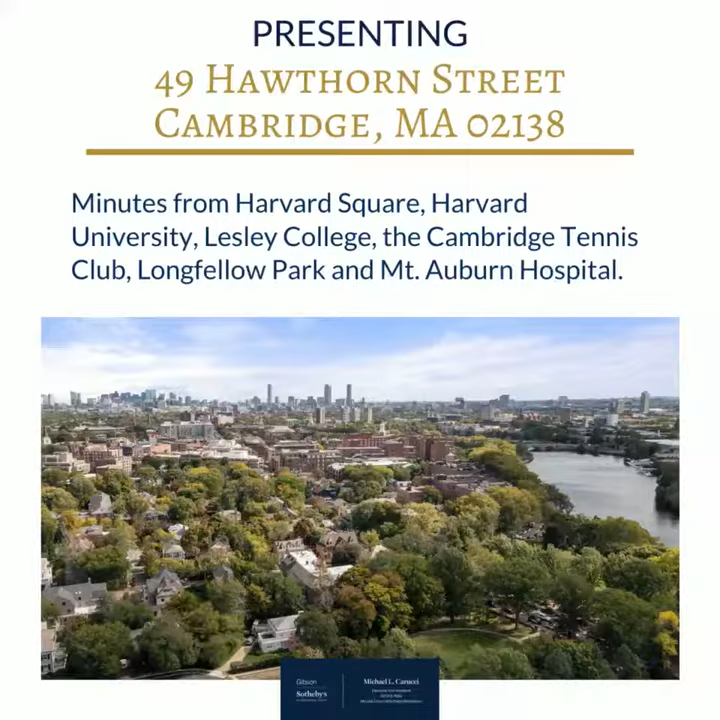 PRESENTING
49 HAWTHORN STREET
CAMBRIDGE, MA 02138
Minutes from Harvard Square, Harvard
University, Lesley College, the Cambridge Tennis
Club, Longfellow Park and Mt. Auburn Hospital.
Gibson
Sotheby's
Michael L. Carucci